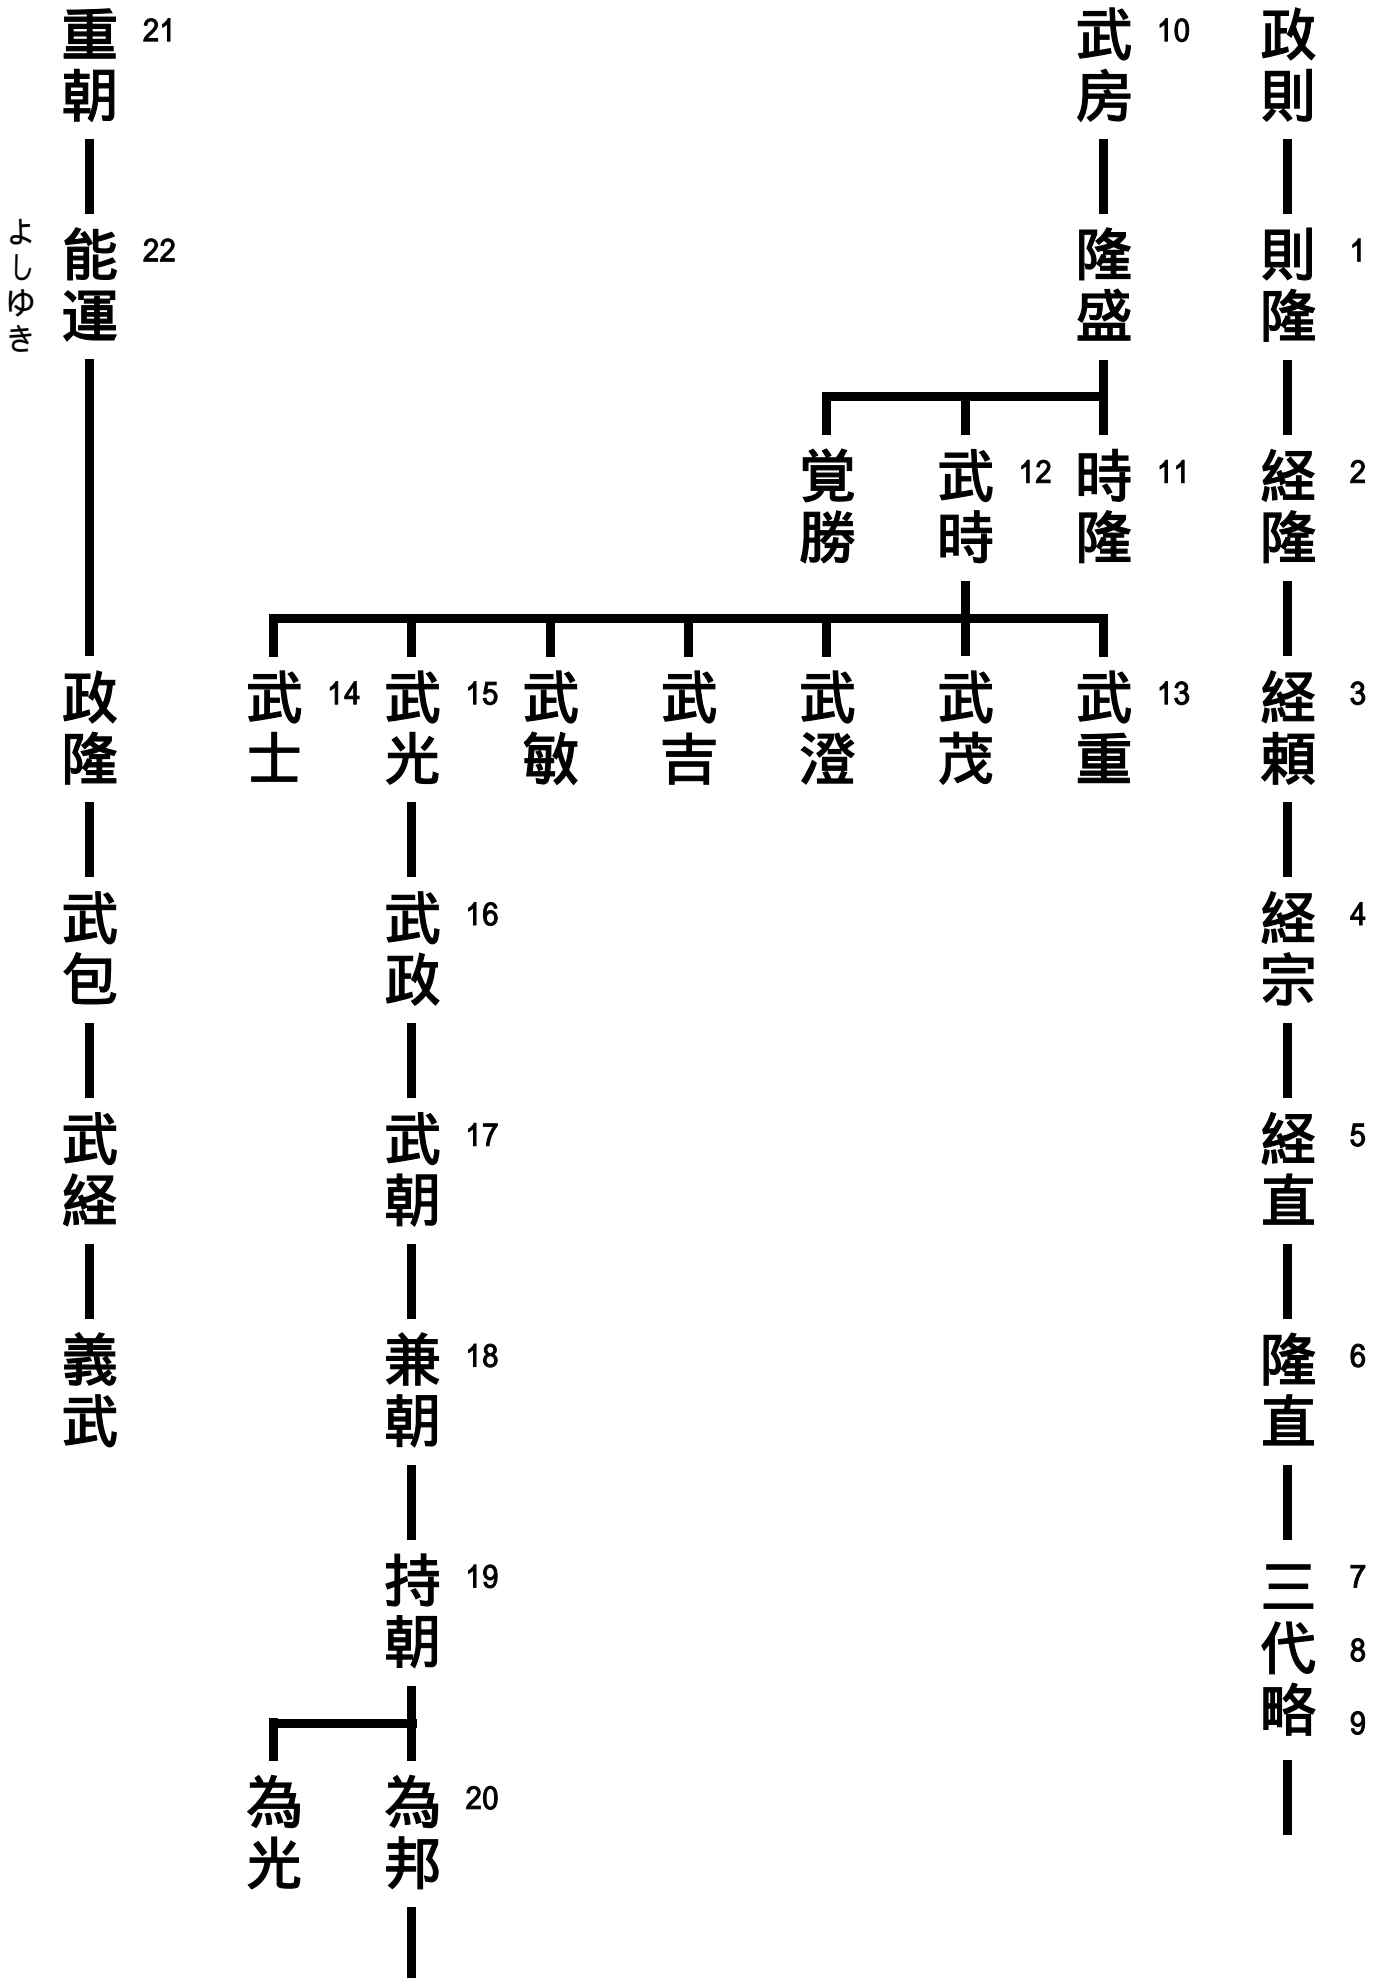 政則
則隆 1
経隆 2
経頼 3
経宗 4
経直 5
隆直 6
三代略 7 8 9
武房 10
隆盛
時隆 11
武時 12
覚勝
武重 13
武茂
武澄
武吉
武敏
武光 15
武士 14
武政 16
武朝 17
兼朝 18
持朝 19
為邦 20
為光
重朝 21
能運 22
よしゆき
政隆
武包
武経
義武